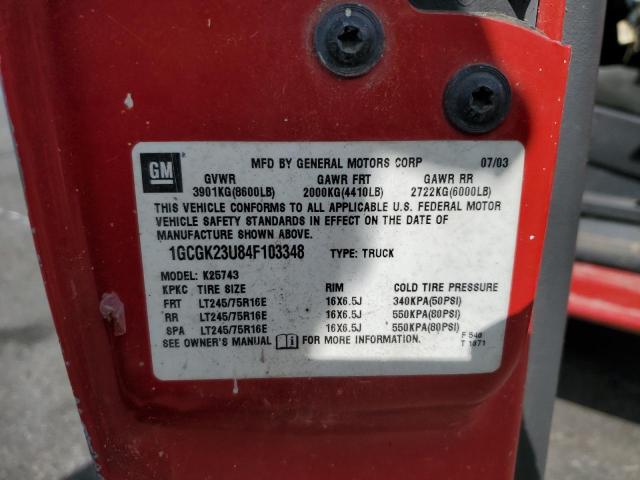 GM MFD BY GENERAL MOTORS CORP 07/03
GVWR GAWR FRT GAWR RR
3901KG(8600LB) 2000KG(4410LB) 2722KG(6000LB)
THIS VEHICLE CONFORMS TO ALL APPLICABLE U.S. FEDERAL MOTOR
VEHICLE SAFETY STANDARDS IN EFFECT ON THE DATE OF
MANUFACTURE SHOWN ABOVE.
1GCGK23U84F103348 TYPE: TRUCK
MODEL: K25743
KPKC TIRE SIZE RIM COLD TIRE PRESSURE
FRT LT245/75R16E 16X6.5J 340KPA(50PSI)
RR LT245/75R16E 16X6.5J 550KPA(80PSI)
SPA LT245/75R16E 16X6.5J 550KPA(80PSI)
SEE OWNER'S MANUAL FOR MORE INFORMATION.
F 540
T 1871